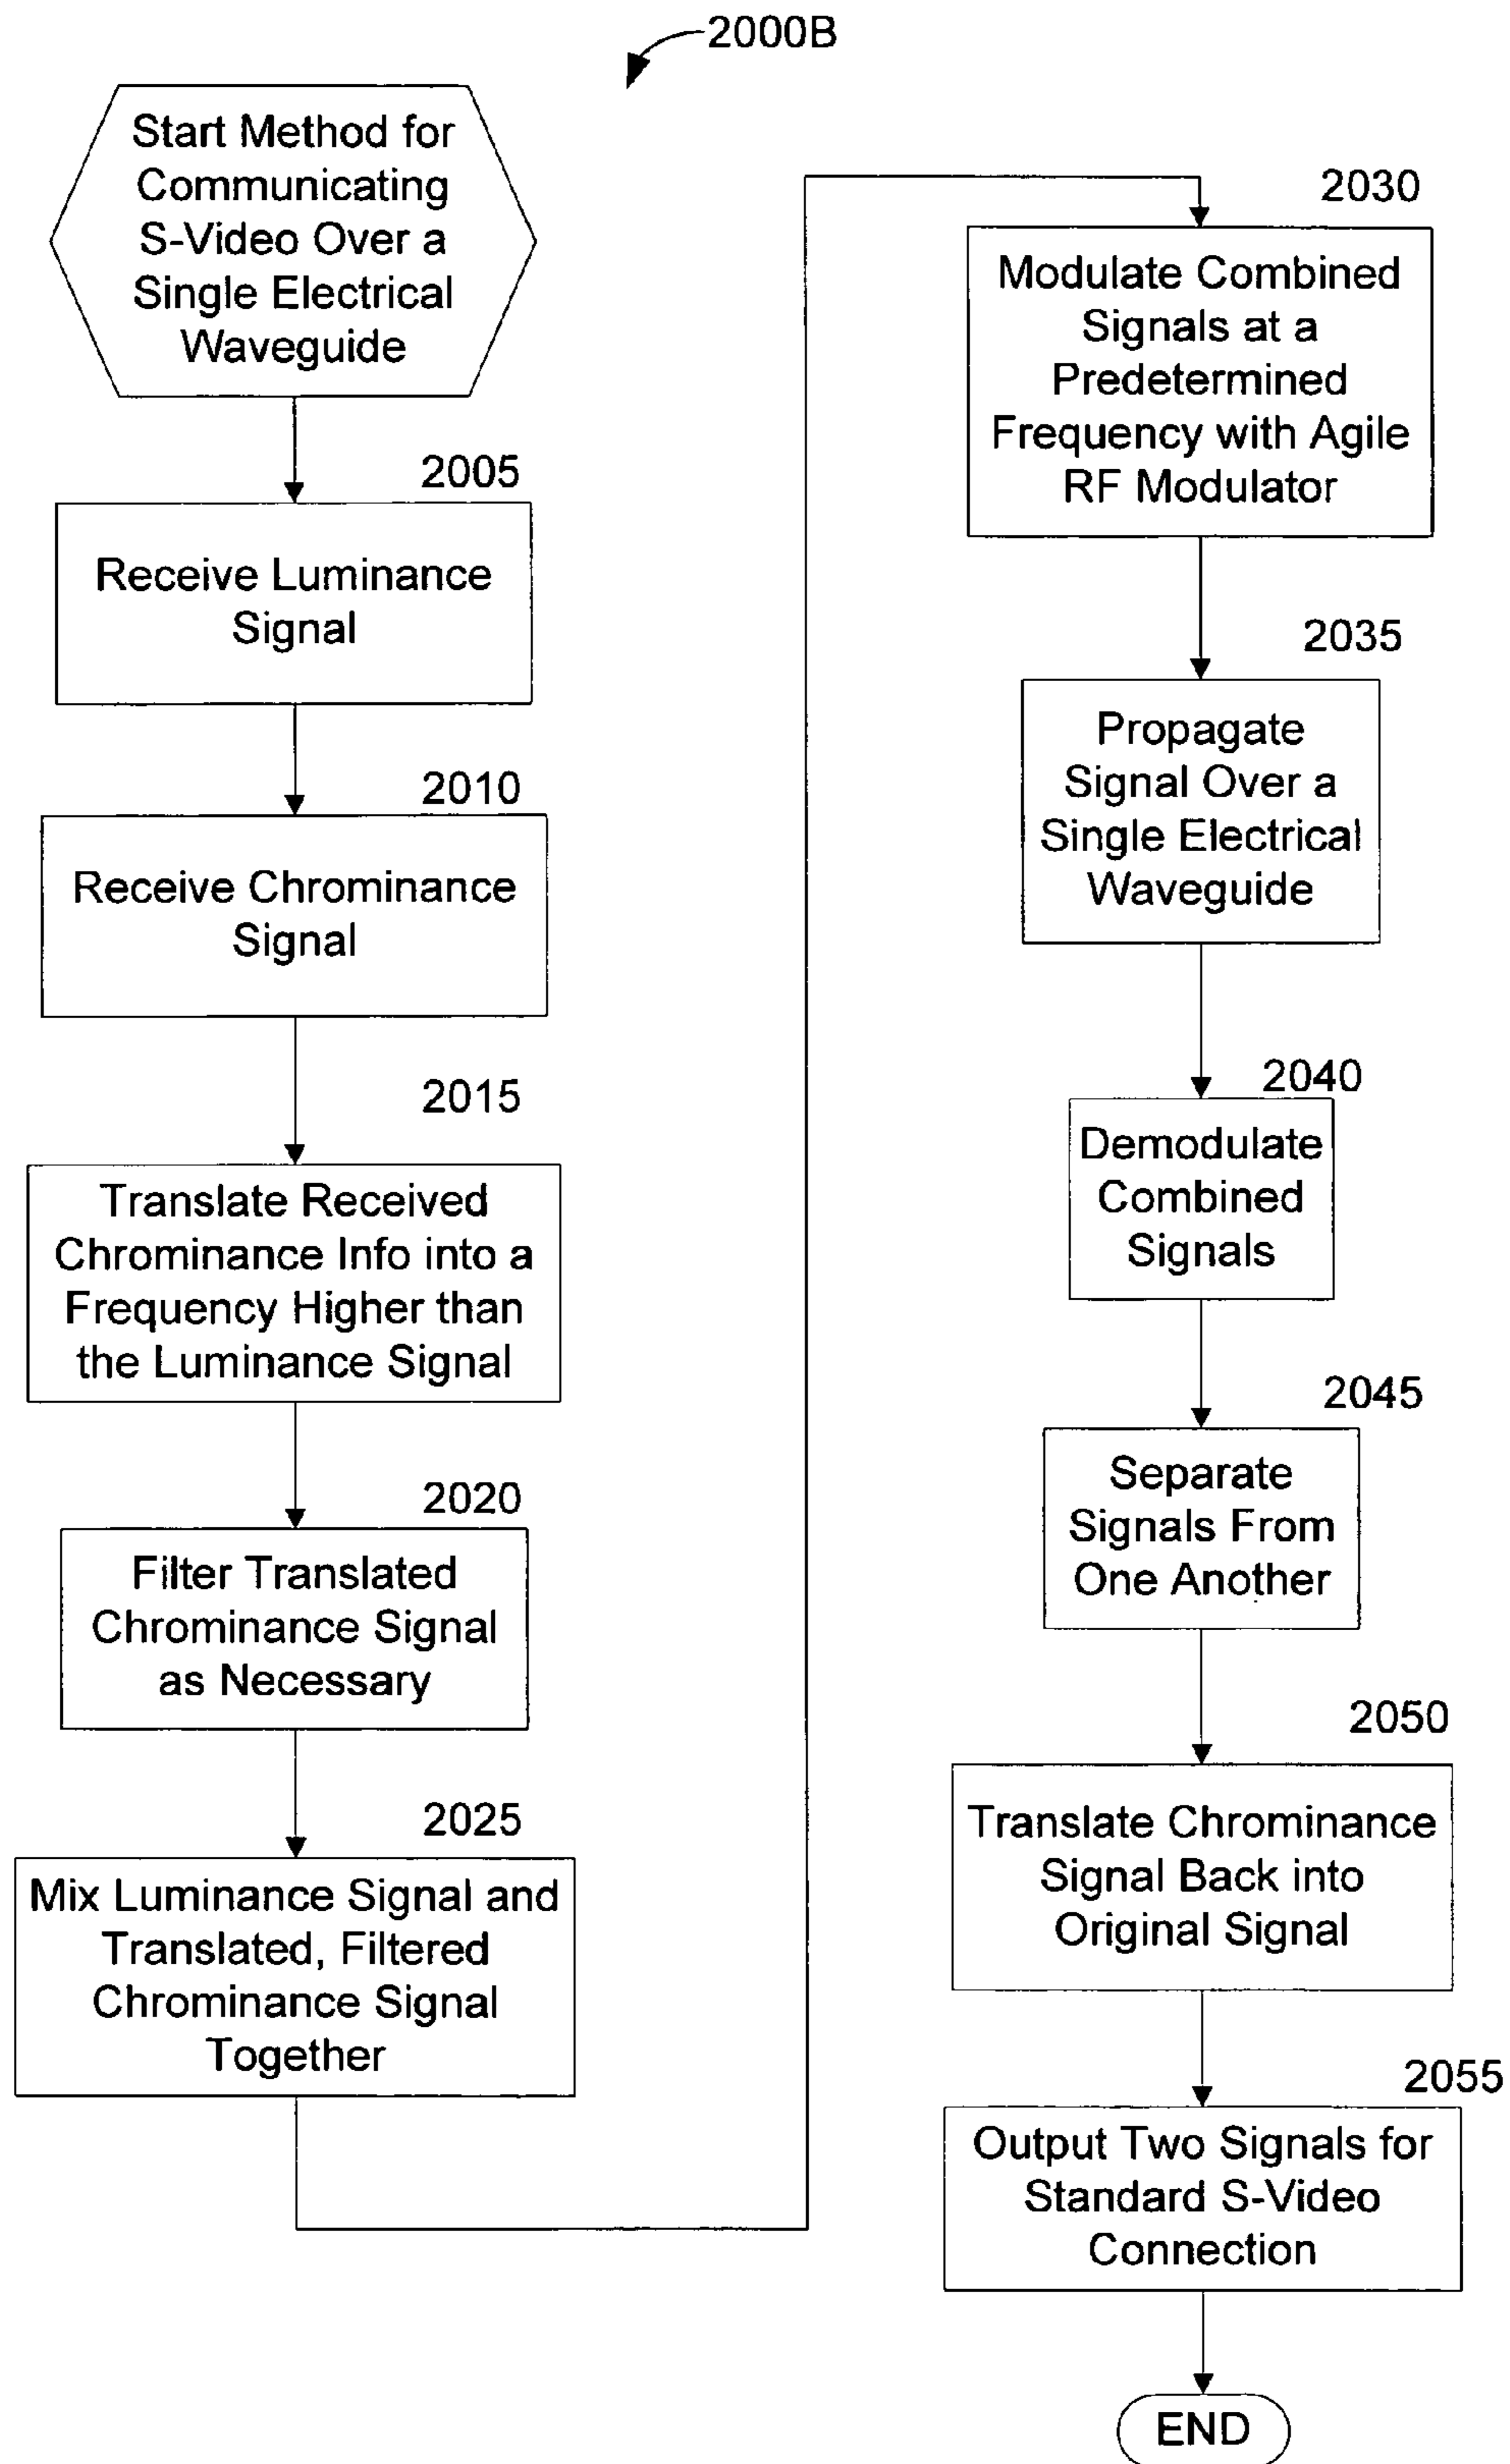 2000B
Start Method for
Communicating
S-Video Over a
Single Electrical
Waveguide
2005
Receive Luminance
Signal
2010
Receive Chrominance
Signal
2015
Translate Received
Chrominance Info into a
Frequency Higher than
the Luminance Signal
2020
Filter Translated
Chrominance Signal
as Necessary
2025
Mix Luminance Signal and
Translated, Filtered
Chrominance Signal
Together
2030
Modulate Combined
Signals at a
Predetermined
Frequency with Agile
RF Modulator
2035
Propagate
Signal Over a
Single Electrical
Waveguide
2040
Demodulate
Combined
Signals
2045
Separate
Signals From
One Another
2050
Translate Chrominance
Signal Back into
Original Signal
2055
Output Two Signals for
Standard S-Video
Connection
END